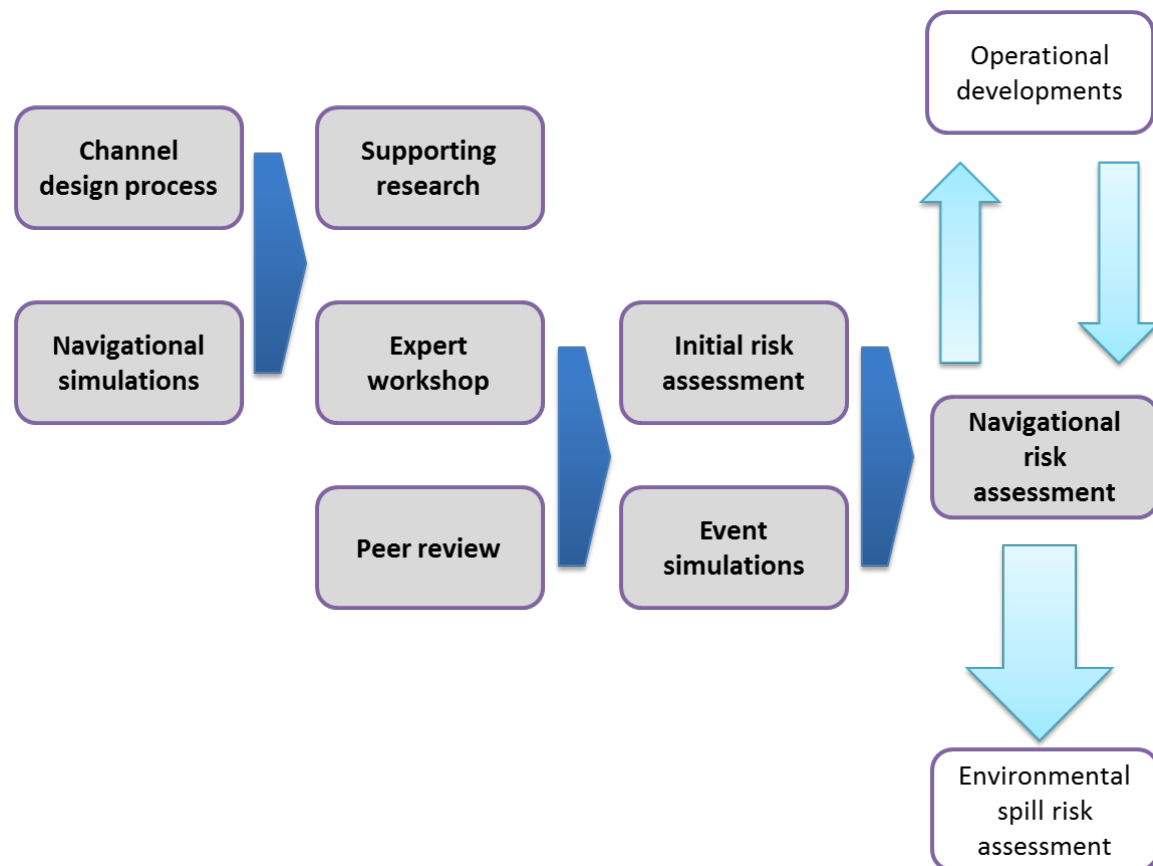 Operational
developments
Channel
design process
Supporting
research
Navigational
simulations
Expert
workshop
Initial risk
assessment
Navigational
risk
assessment
Peer review
Event
simulations
Environmental
spill risk
assessment